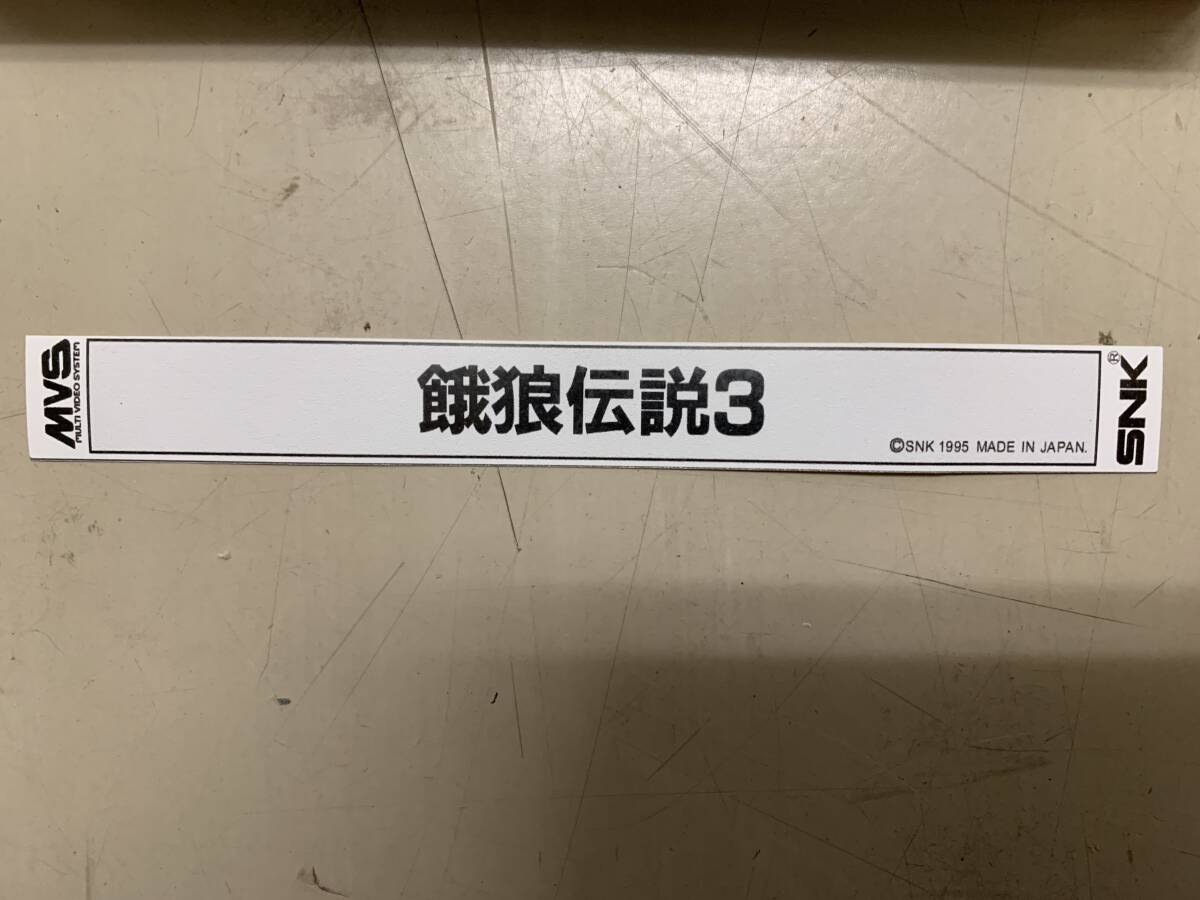 MVS
MULTI VIDEO SYSTEM
餓狼伝説3
©SNK 1995 MADE IN JAPAN.
SNK®